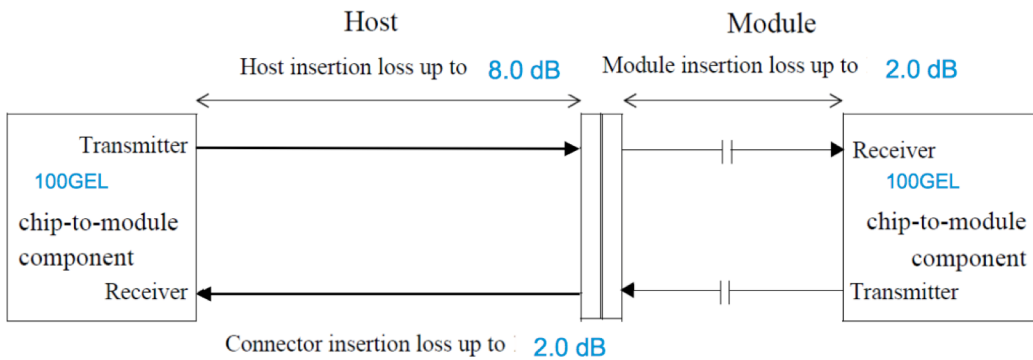 Host
Module
Host insertion loss up to 8.0 dB
Module insertion loss up to 2.0 dB
Transmitter
Receiver
100GEL
100GEL
chip-to-module
component
chip-to-module
component
Receiver
Transmitter
Connector insertion loss up to 2.0 dB